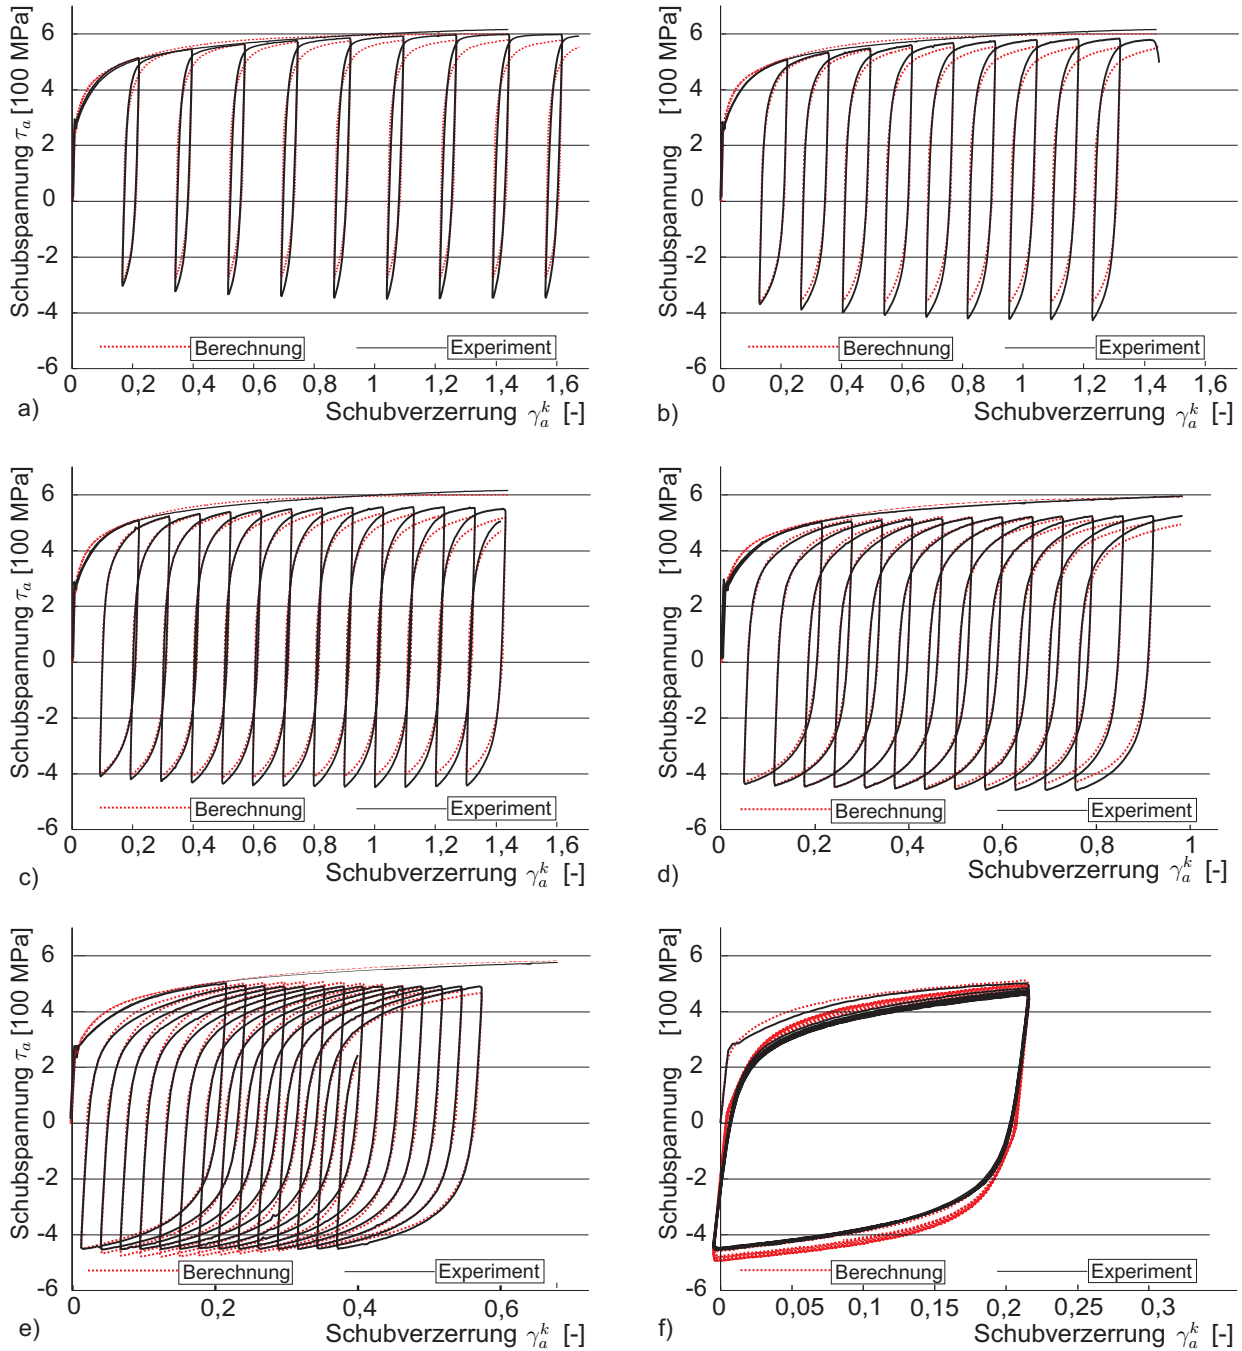 Schubspannung τa [100 MPa]
6
4
2
0
-2
-4
-6
Berechnung
Experiment
0 0,2 0,4 0,6 0,8 1 1,2 1,4 1,6
a)
Schubverzerrung γ_a^k [-]
Schubspannung [100 MPa]
6
4
2
0
-2
-4
-6
Berechnung
Experiment
0 0,2 0,4 0,6 0,8 1 1,2 1,4 1,6
b)
Schubverzerrung γ_a^k [-]
Schubspannung τa [100 MPa]
6
4
2
0
-2
-4
-6
Berechnung
Experiment
0 0,2 0,4 0,6 0,8 1 1,2 1,4 1,6
c)
Schubverzerrung γ_a^k [-]
Schubspannung [100 MPa]
6
4
2
0
-2
-4
-6
Berechnung
Experiment
0 0,2 0,4 0,6 0,8 1
d)
Schubverzerrung γ_a^k [-]
Schubspannung τa [100 MPa]
6
4
2
0
-2
-4
-6
Berechnung
Experiment
0 0,2 0,4 0,6
e)
Schubverzerrung γ_a^k [-]
Schubspannung [100 MPa]
6
4
2
0
-2
-4
-6
Berechnung
Experiment
0 0,05 0,1 0,15 0,2 0,25 0,3
f)
Schubverzerrung γ_a^k [-]